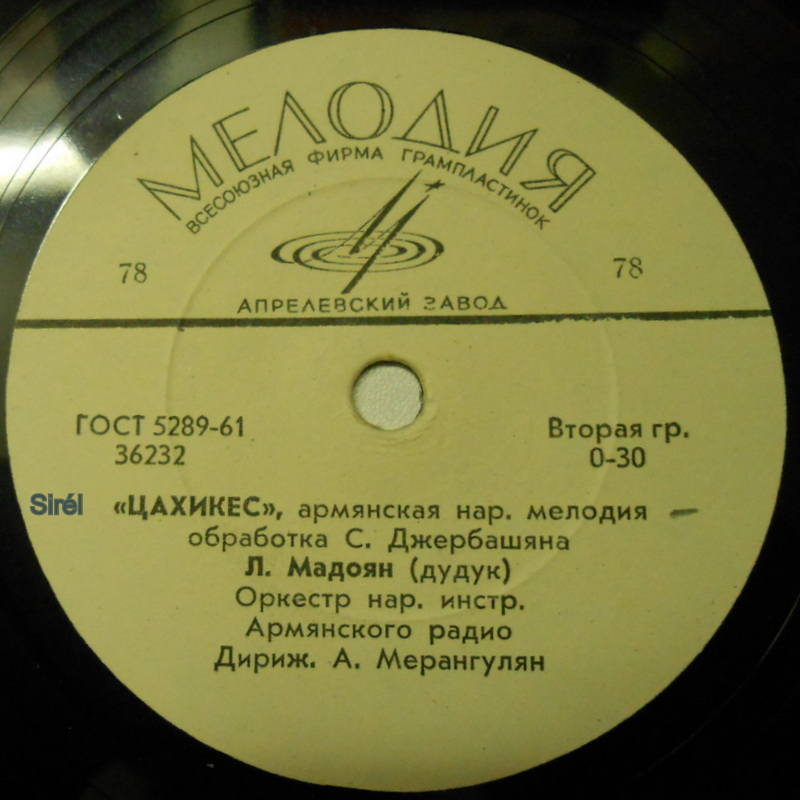 МЕЛОДИЯ
ВСЕСОЮЗНАЯ ФИРМА ГРАМПЛАСТИНОК
78 78
АПРЕЛЕВСКИЙ ЗАВОД
ГОСТ 5289-61 Вторая гр.
36232 0-30
Sirél «ЦАХИКЕС», армянская нар. мелодия
обработка С. Джербашяна
Л. Мадоян (дудук)
Оркестр нар. инстр.
Армянского радио
Дириж. А. Мерангулян